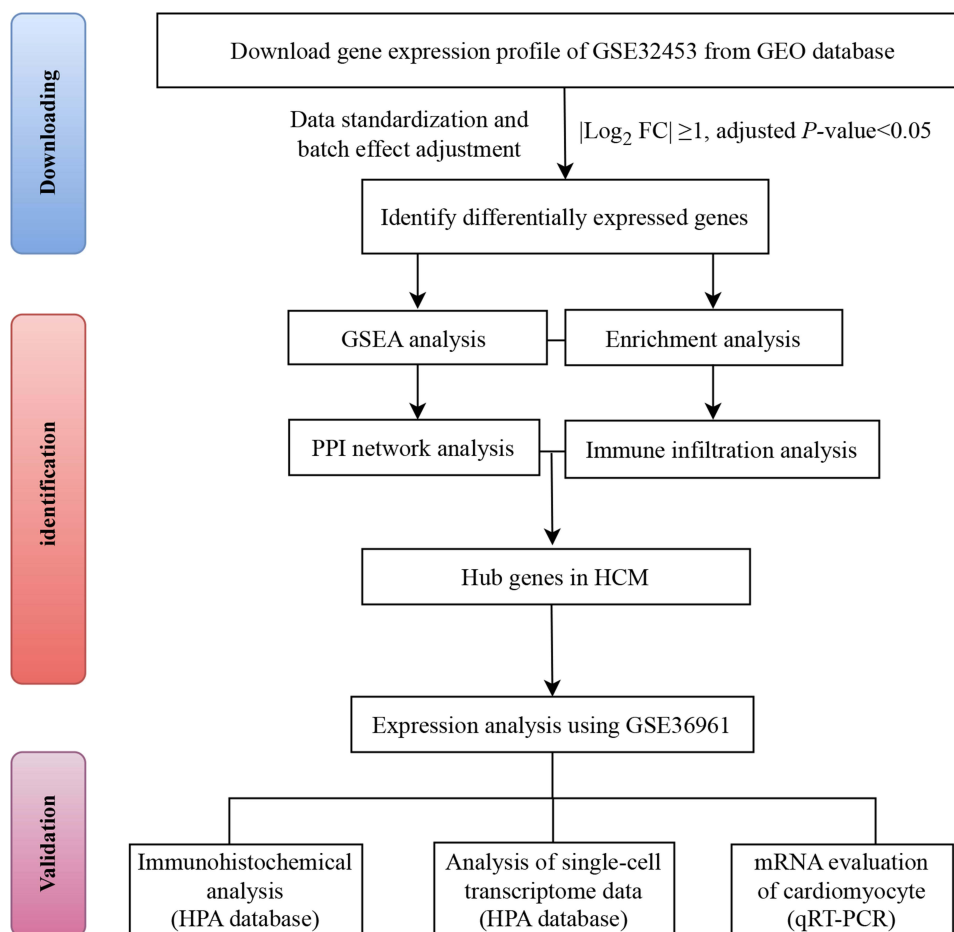 Downloading
Download gene expression profile of GSE32453 from GEO database
Data standardization and
batch effect adjustment
|Log₂ FC| ≥1, adjusted P-value<0.05
Identify differentially expressed genes
identification
GSEA analysis
Enrichment analysis
PPI network analysis
Immune infiltration analysis
Hub genes in HCM
Expression analysis using GSE36961
Validation
Immunohistochemical
analysis
(HPA database)
Analysis of single-cell
transcriptome data
(HPA database)
mRNA evaluation
of cardiomyocyte
(qRT-PCR)